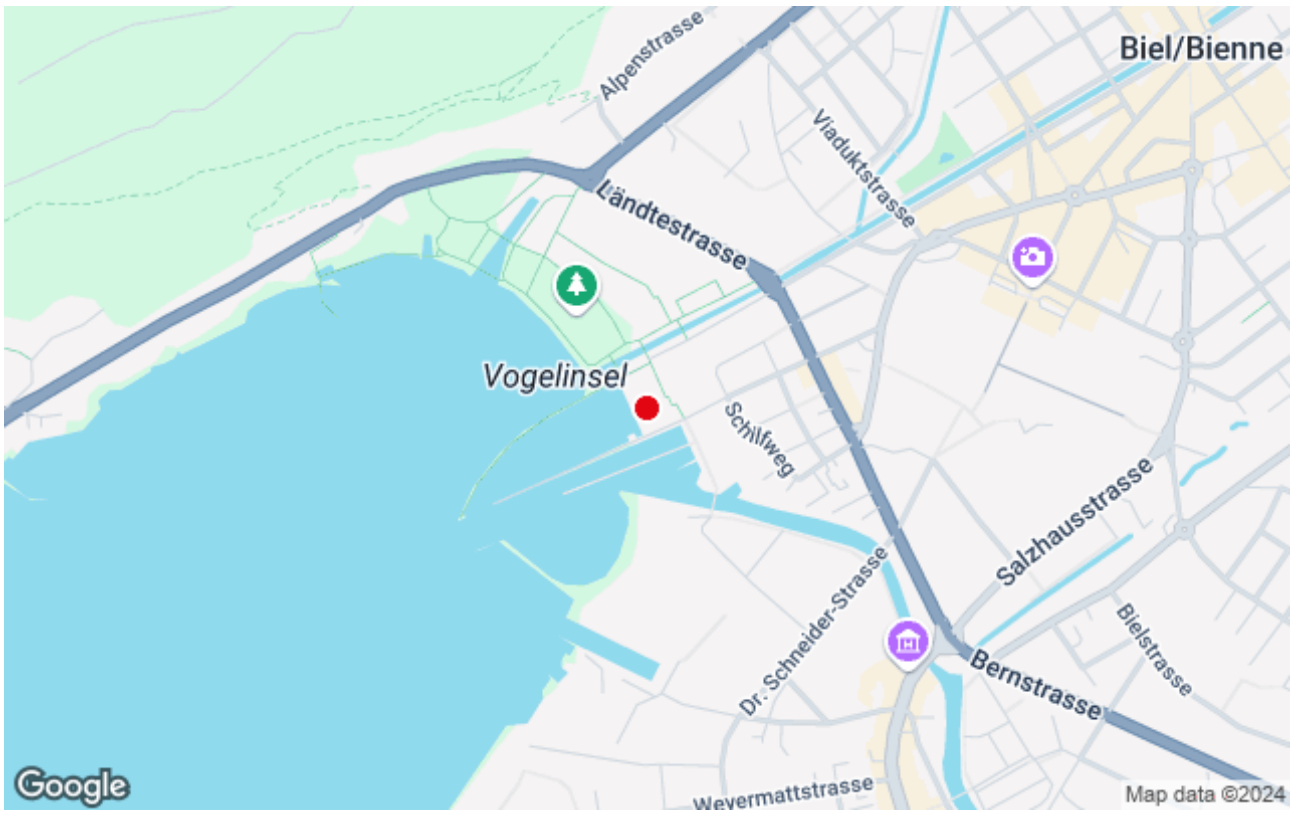 Alpenstrasse
Biel/Bienne
Viaduktstrasse
Ländtestrasse
Vogelinsel
Schilfweg
Salzhausstrasse
Dr. Schneider-Strasse
Bielstrasse
Bernstrasse
Weyermattstrasse
Google
Map data ©2024